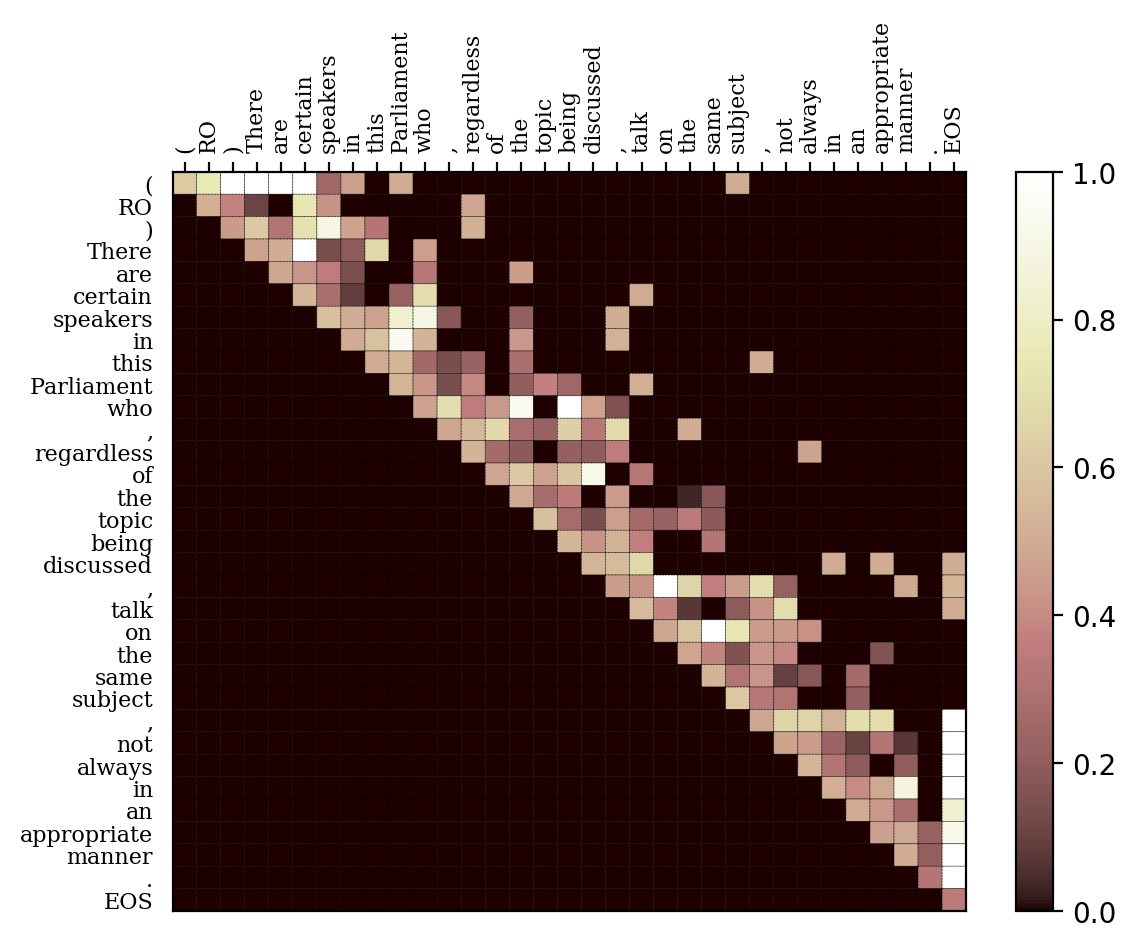 ( RO ) There are certain speakers in this Parliament who , regardless of the topic being discussed , talk on the same subject , not always in an appropriate manner . EOS
(
RO
)
There
are
certain
speakers
in
this
Parliament
who
,
regardless
of
the
topic
being
discussed
,
talk
on
the
same
subject
,
not
always
in
an
appropriate
manner
.
EOS
1.0
0.8
0.6
0.4
0.2
0.0